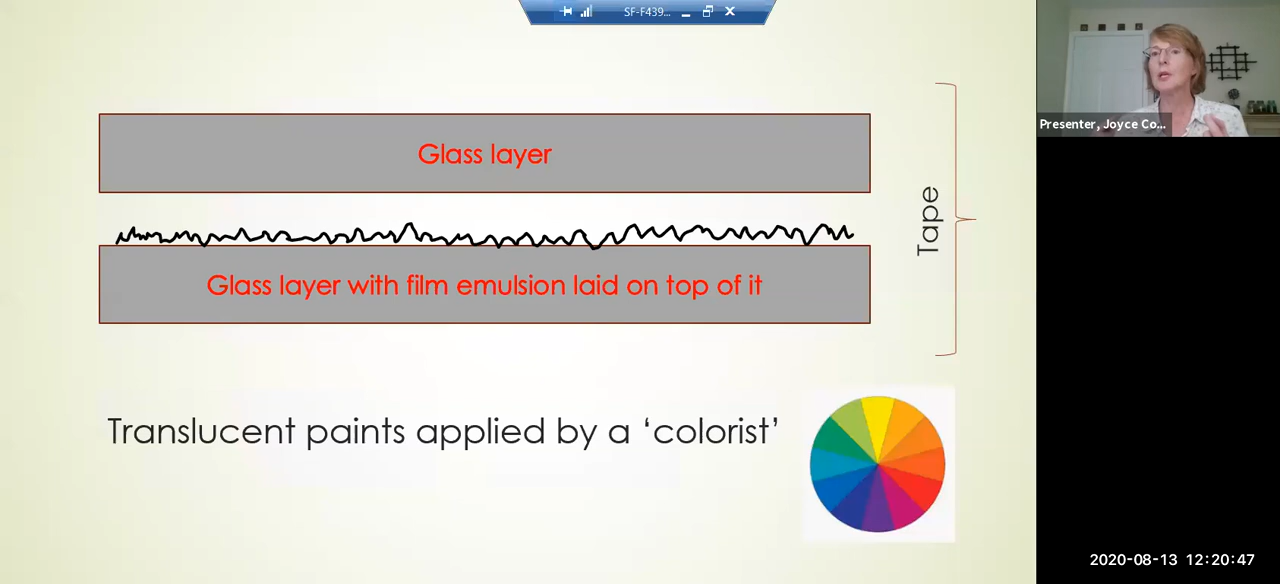 SF-F439...
Glass layer
Tape
Glass layer with film emulsion laid on top of it
Translucent paints applied by a ‘colorist’
Presenter, Joyce Co...
2020-08-13 12:20:47